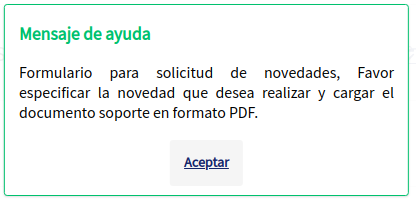 Mensaje de ayuda
Formulario para solicitud de novedades, Favor
especificar la novedad que desea realizar y cargar el
documento soporte en formato PDF.
Aceptar